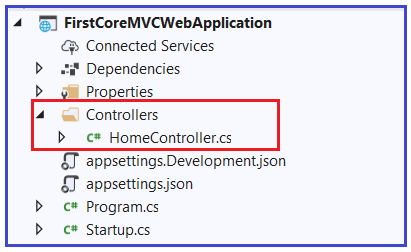 FirstCoreMVCWebApplication
Connected Services
Dependencies
Properties
Controllers
C# HomeController.cs
appsettings.Development.json
appsettings.json
C# Program.cs
C# Startup.cs